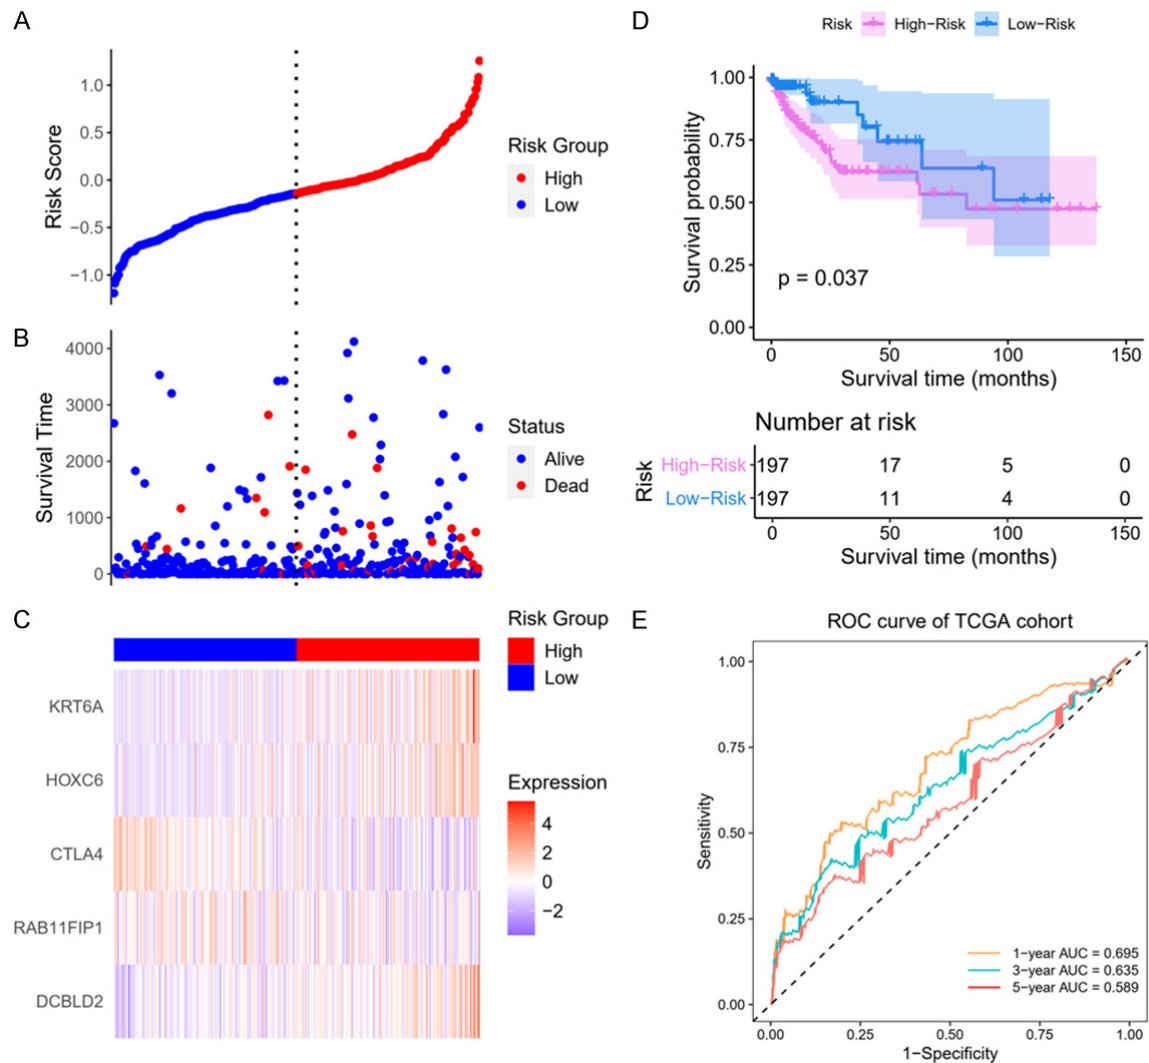 A
Risk Score
1.0
0.5
0.0
−0.5
−1.0
Risk Group
High
Low
B
Survival Time
4000
3000
2000
1000
0
Status
Alive
Dead
C
KRT6A
HOXC6
CTLA4
RAB11FIP1
DCBLD2
Risk Group
High
Low
Expression
4
2
0
−2
D
Risk High−Risk Low−Risk
Survival probability
1.00
0.75
0.50
0.25
0.00
p = 0.037
0 50 100 150
Survival time (months)
Number at risk
Risk
High−Risk 197 17 5 0
Low−Risk 197 11 4 0
0 50 100 150
Survival time (months)
E
ROC curve of TCGA cohort
Sensitivity
1.00
0.75
0.50
0.25
0.00
1−year AUC = 0.695
3−year AUC = 0.635
5−year AUC = 0.589
0.00 0.25 0.50 0.75 1.00
1−Specificity